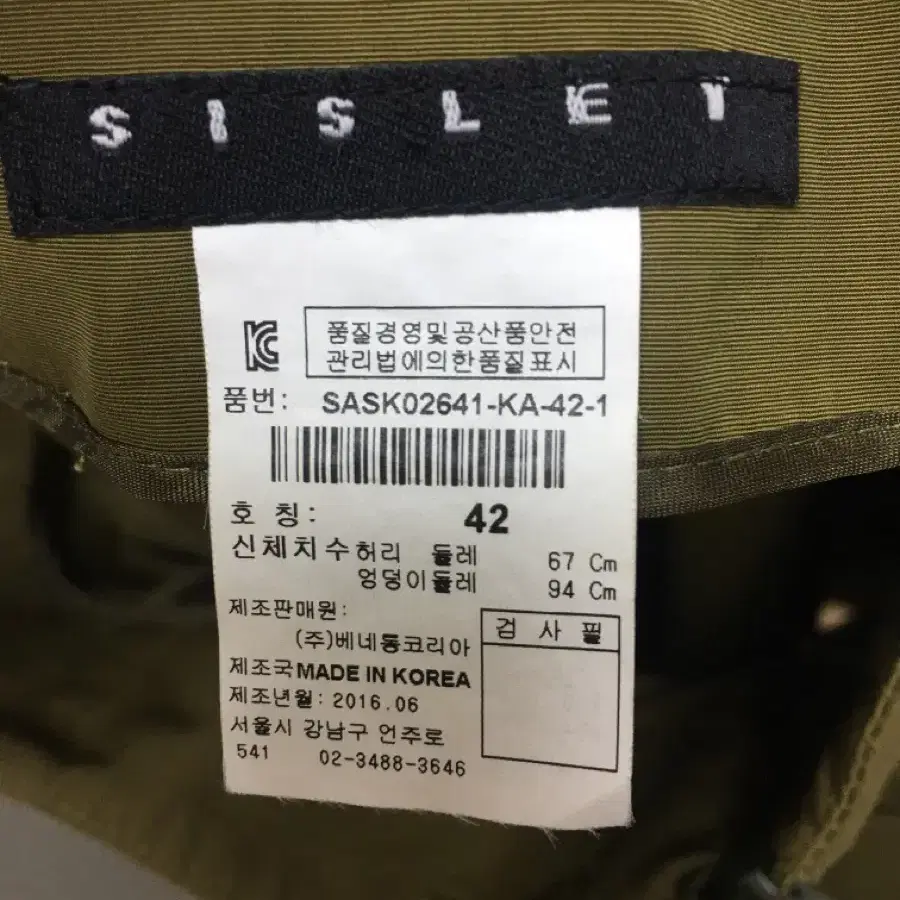 SISLEY
KC
품질경영및공산품안전
관리법에의한품질표시
품번: SASK02641-KA-42-1
호 칭: 42
신체치수허리 둘레 67 Cm
엉덩이둘레 94 Cm
제조판매원:
(주)베네통코리아
검 사 필
제조국MADE IN KOREA
제조년월: 2016.06
서울시 강남구 언주로
541 02-3488-3646